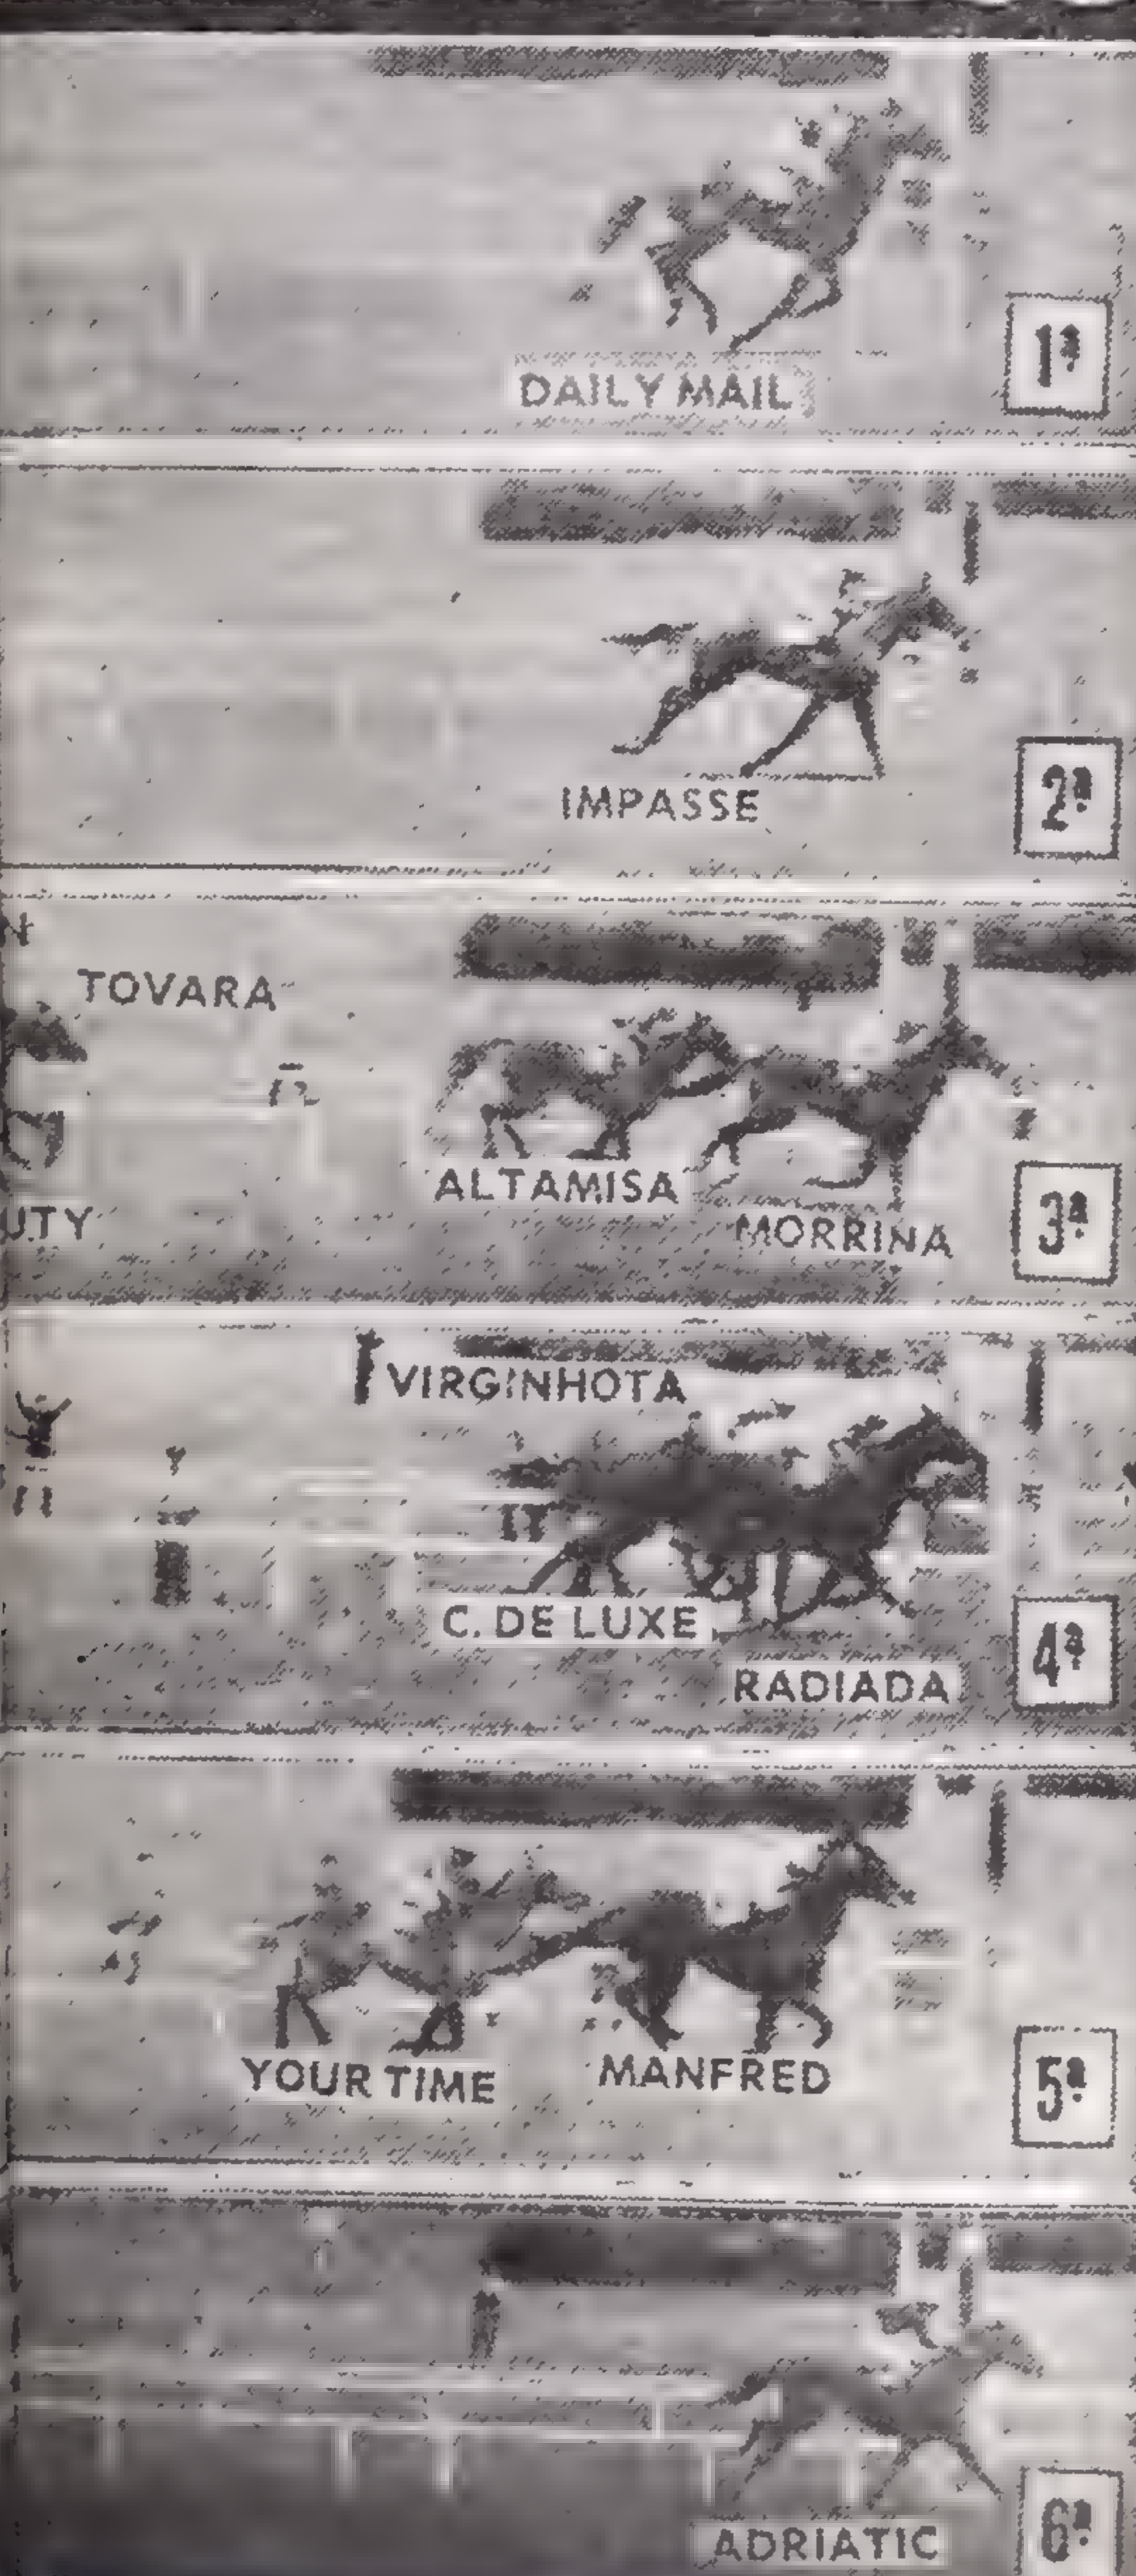 DAILY MAIL
1ª
IMPASSE
2ª
N
TOVARA
ALTAMISA
UTY
MORRINA
3ª
VIRGINHOTA
C. DE LUXE
RADIADA
4ª
YOUR TIME
MANFRED
5ª
ADRIATIC
6ª